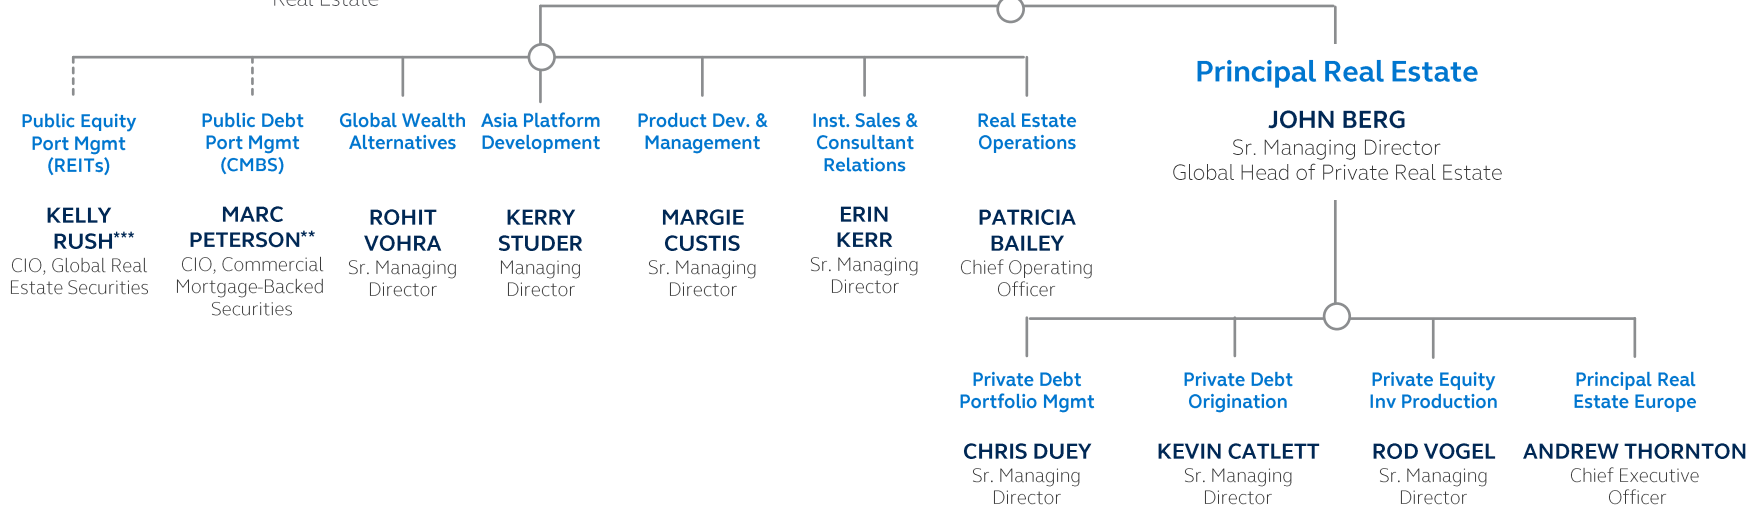 Real Estate
Principal Real Estate
JOHN BERG
Sr. Managing Director
Global Head of Private Real Estate
Public Equity
Port Mgmt
(REITs)
KELLY
RUSH***
CIO, Global Real
Estate Securities
Public Debt
Port Mgmt
(CMBS)
MARC
PETERSON**
CIO, Commercial
Mortgage-Backed
Securities
Global Wealth
Alternatives
ROHIT
VOHRA
Sr. Managing
Director
Asia Platform
Development
KERRY
STUDER
Managing
Director
Product Dev. &
Management
MARGIE
CUSTIS
Sr. Managing
Director
Inst. Sales &
Consultant
Relations
ERIN
KERR
Sr. Managing
Director
Real Estate
Operations
PATRICIA
BAILEY
Chief Operating
Officer
Private Debt
Portfolio Mgmt
CHRIS DUEY
Sr. Managing
Director
Private Debt
Origination
KEVIN CATLETT
Sr. Managing
Director
Private Equity
Inv Production
ROD VOGEL
Sr. Managing
Director
Principal Real
Estate Europe
ANDREW THORNTON
Chief Executive
Officer